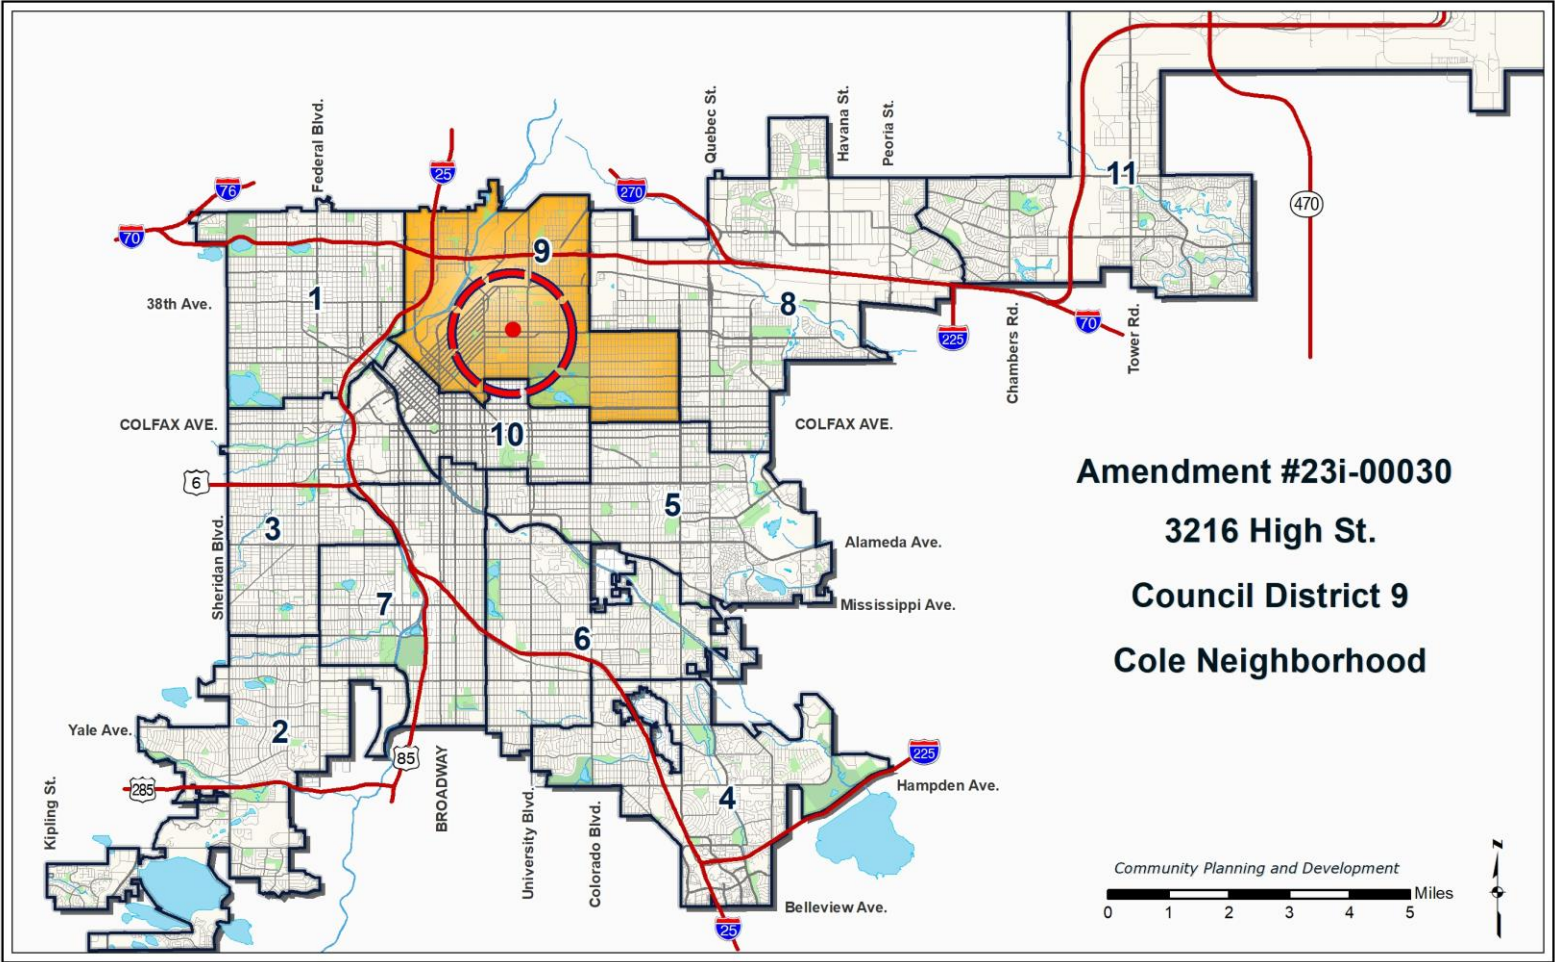 Federal Blvd.
Quebec St.
Havana St.
Peoria St.
25
76
270
11
70
470
9
1
38th Ave.
8
225
Chambers Rd.
70
Tower Rd.
COLFAX AVE.
10
COLFAX AVE.
6
5
3
Sheridan Blvd.
Alameda Ave.
7
Mississippi Ave.
6
Yale Ave.
2
85
BROADWAY
225
285
Kipling St.
University Blvd.
Colorado Blvd.
4
Hampden Ave.
Belleview Ave.
25
Amendment #23i-00030
3216 High St.
Council District 9
Cole Neighborhood
Community Planning and Development
Miles
0 1 2 3 4 5
N